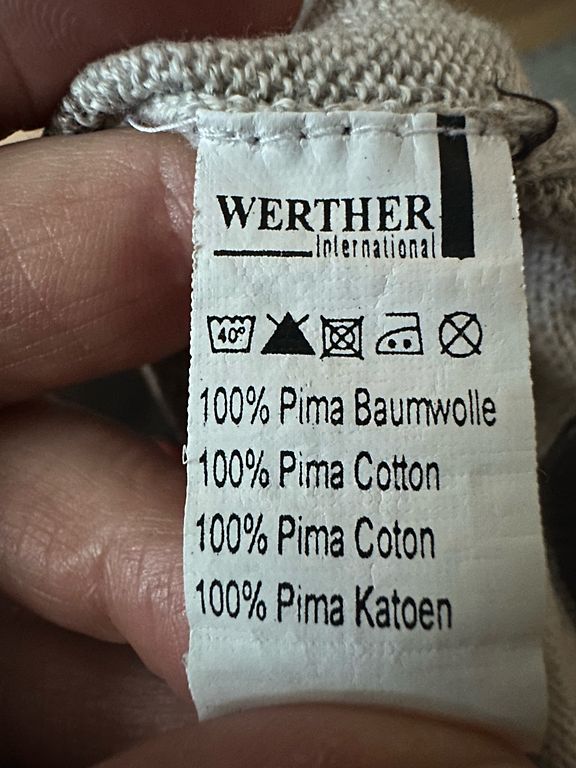 WERTHER
International
40°
100% Pima Baumwolle
100% Pima Cotton
100% Pima Coton
100% Pima Katoen